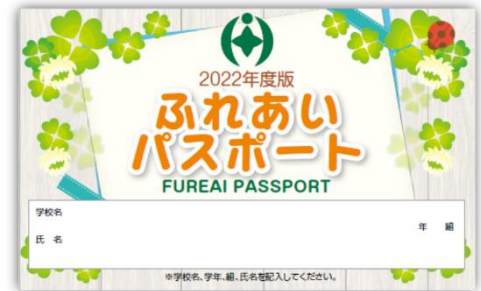 2022年度版
ふれあい
パスポート
FUREAI PASSPORT
学校名
年 組
氏 名
※学校名、学年、組、氏名を記入してください。